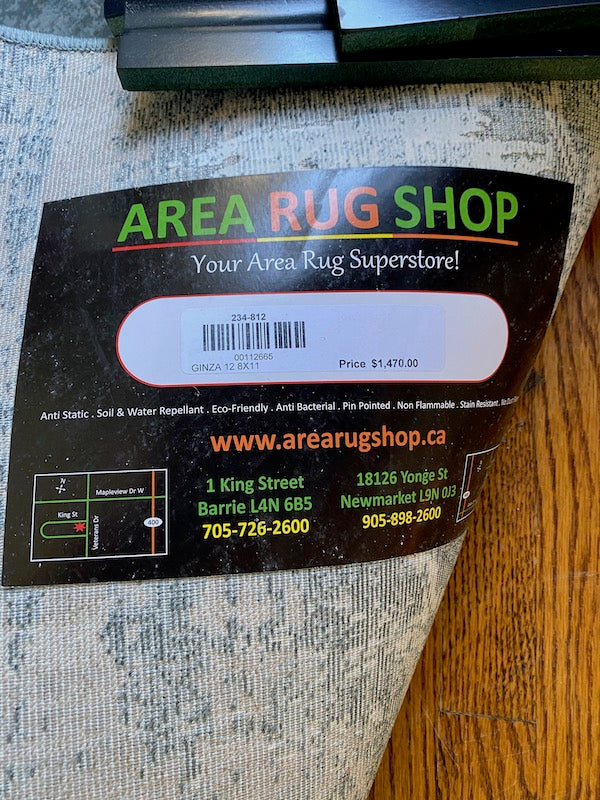 AREA RUG SHOP
Your Area Rug Superstore!
234-812
00112665
GINZA 12 8X11
Price $1,470.00
Anti Static . Soil & Water Repellant . Eco-Friendly . Anti Bacterial . Pin Pointed . Non Flammable . Stain Resistant .
www.arearugshop.ca
1 King Street
Barrie L4N 6B5
705-726-2600
18126 Yonge St
Newmarket L9N 0J3
905-898-2600
N
Mapleview Dr W
King St
Veterans Dr
400